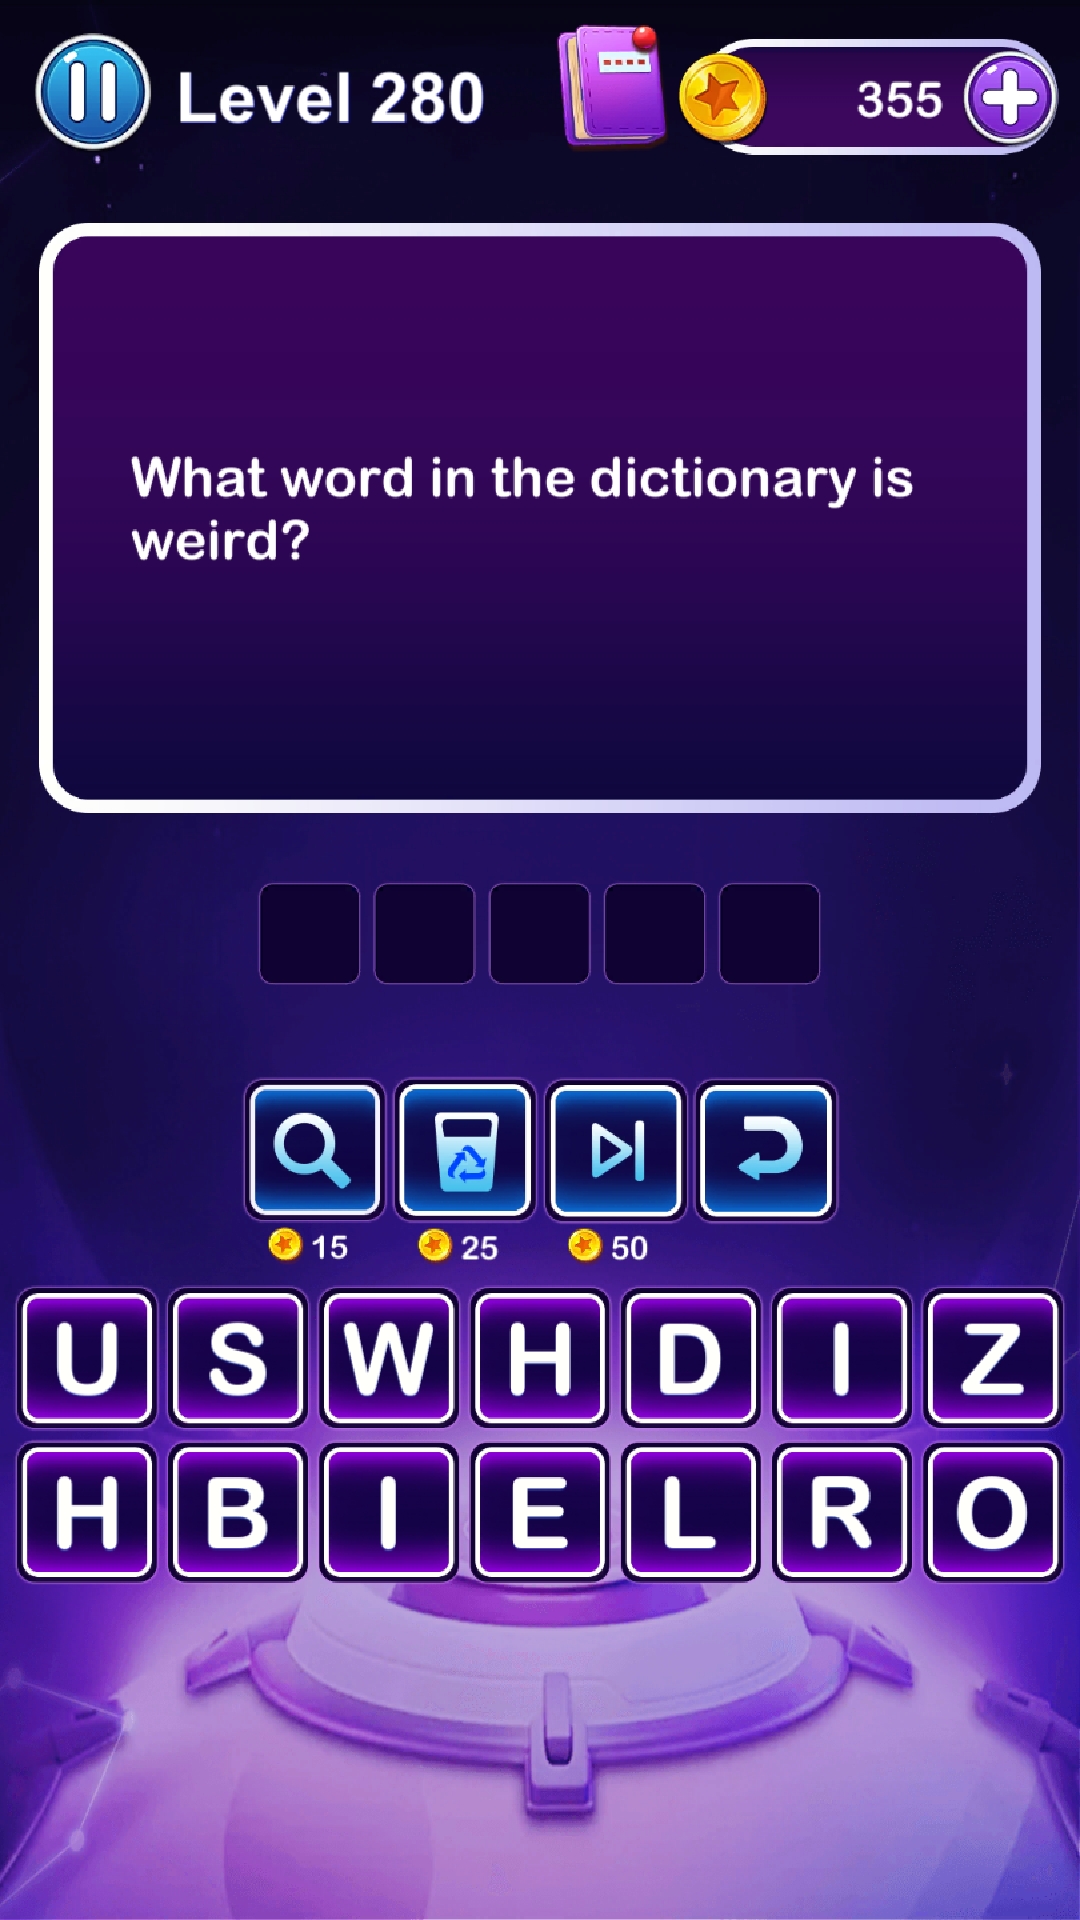 Level 280
355
What word in the dictionary is
weird?
15 25 50
U S W H D I Z
H B I E L R O